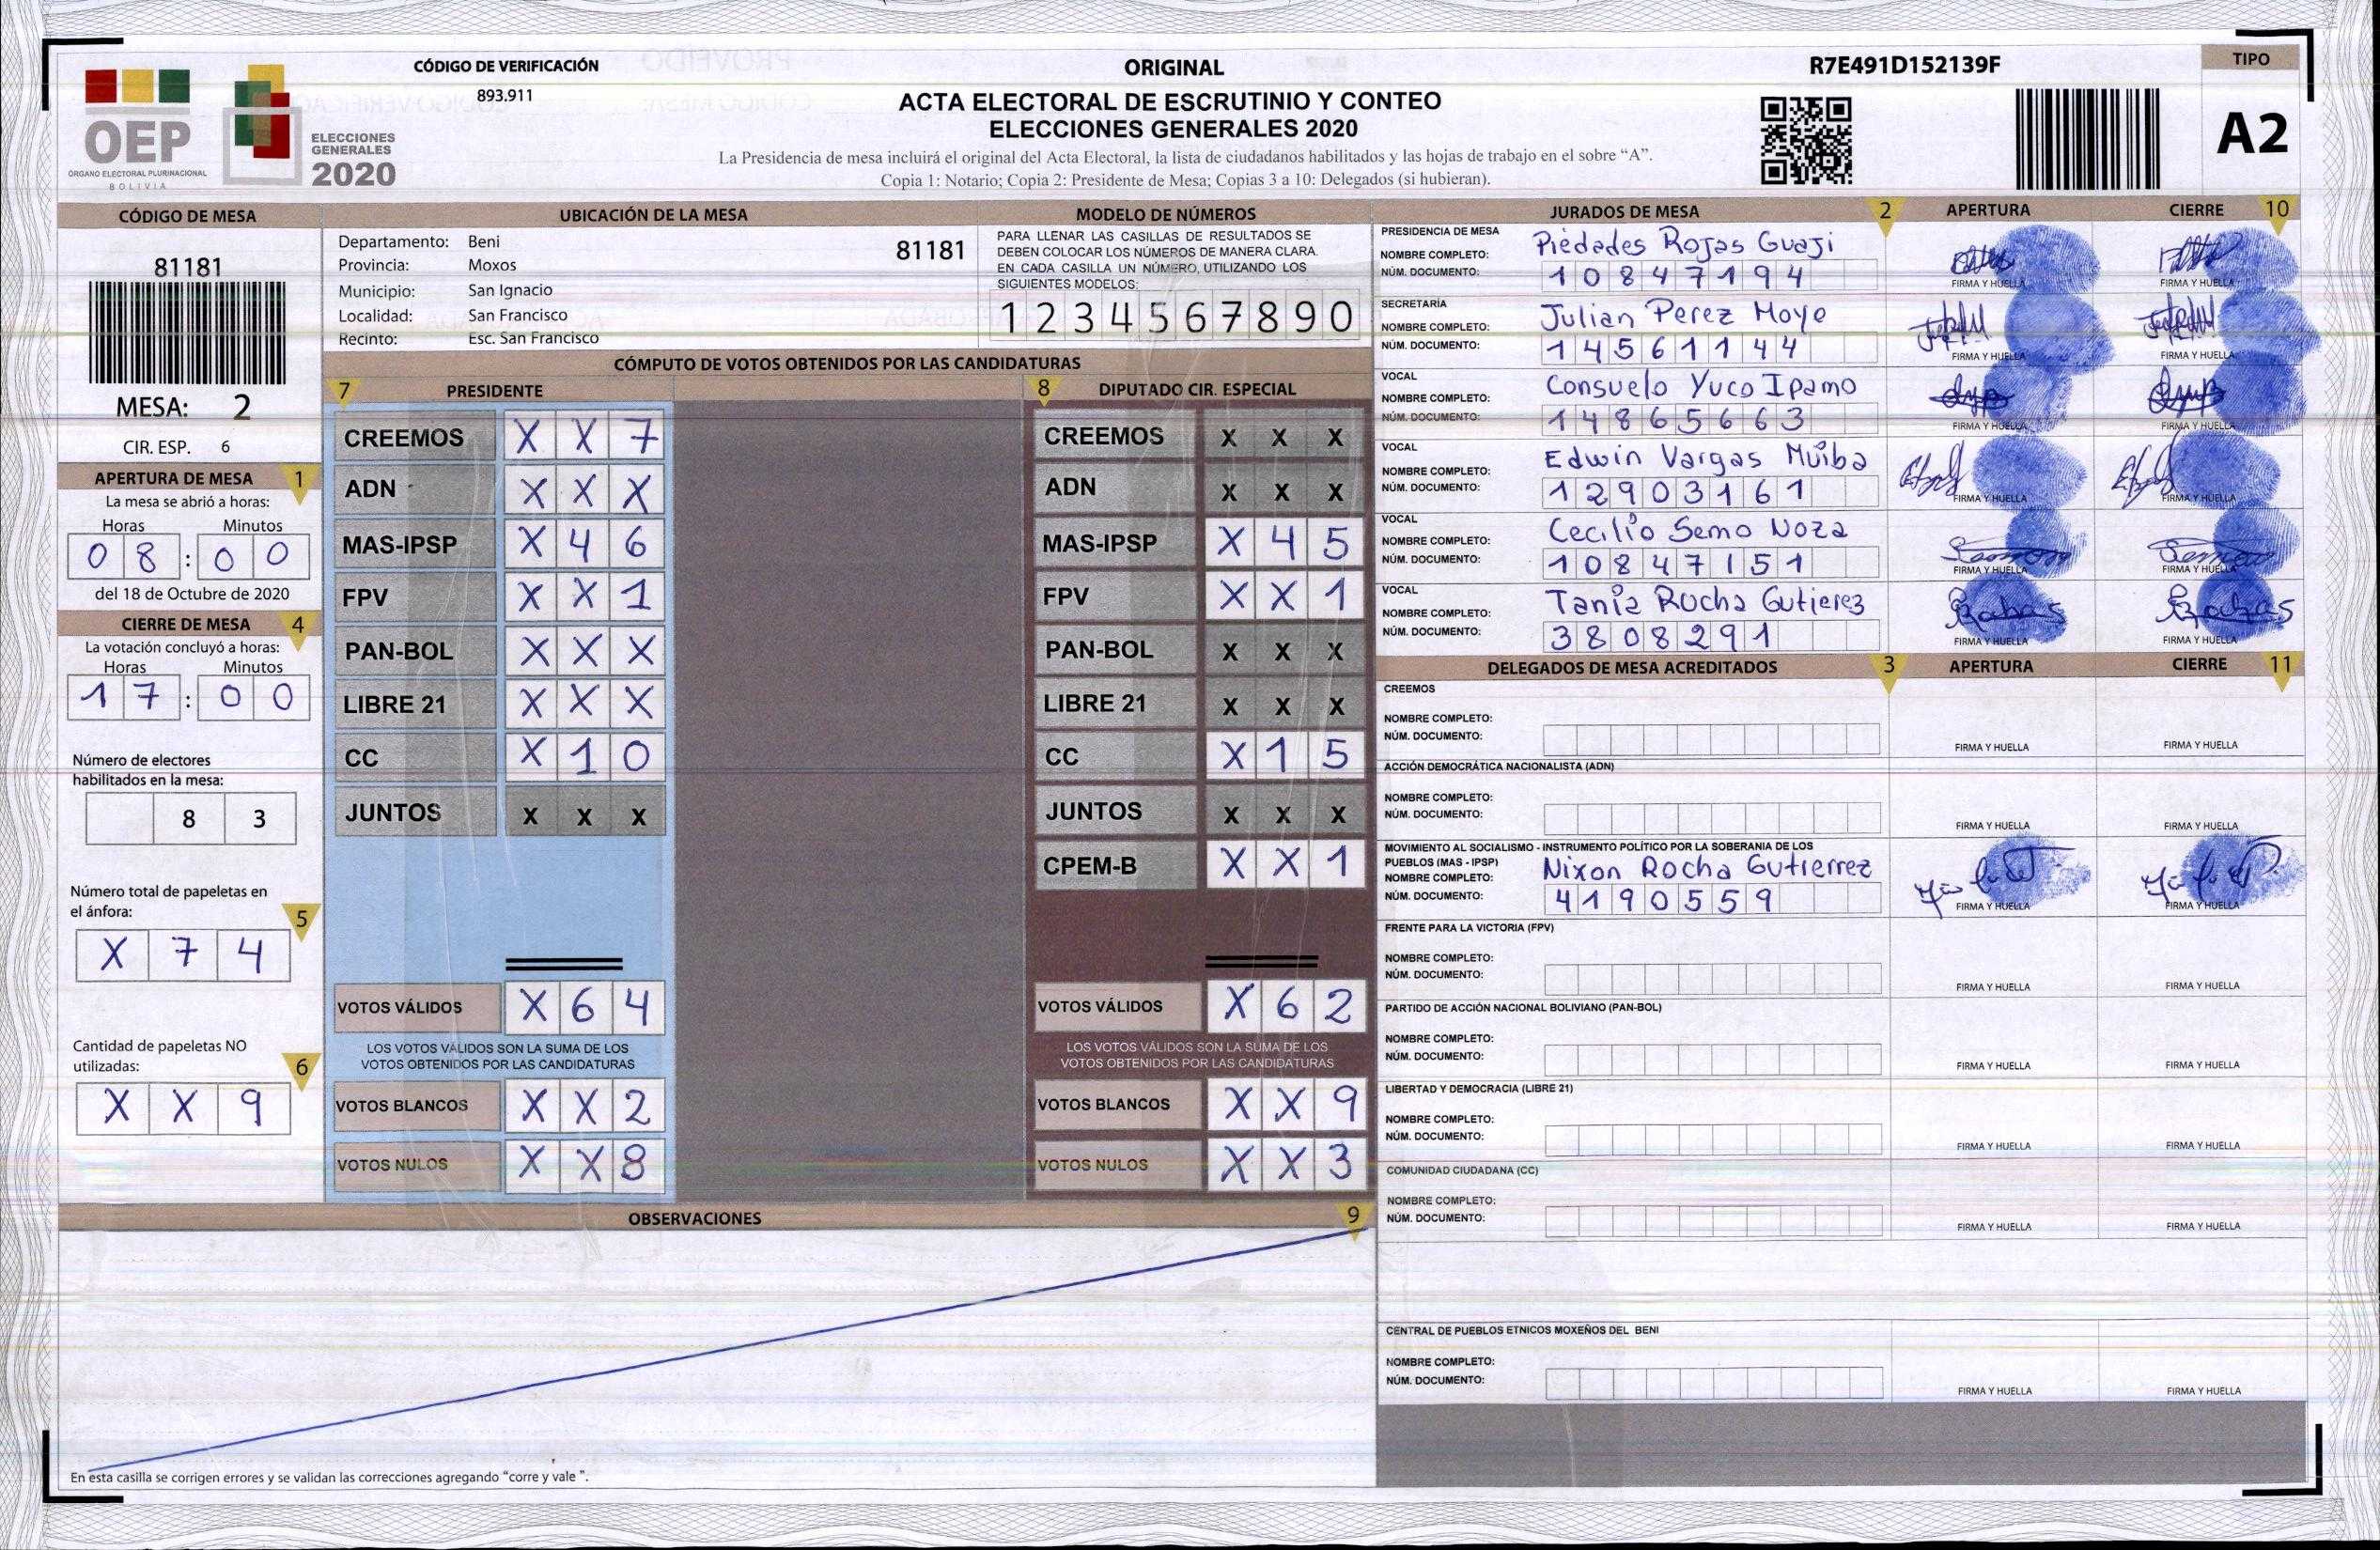 OEP
ÓRGANO ELECTORAL PLURINACIONAL
BOLIVIA
ELECCIONES
GENERALES
2020
CÓDIGO DE VERIFICACIÓN
893.911
ORIGINAL
ACTA ELECTORAL DE ESCRUTINIO Y CONTEO
ELECCIONES GENERALES 2020
La Presidencia de mesa incluirá el original del Acta Electoral, la lista de ciudadanos habilitados y las hojas de trabajo en el sobre “A”.
Copia 1: Notario; Copia 2: Presidente de Mesa; Copias 3 a 10: Delegados (si hubieran).
R7E491D152139F
TIPO
A2
CÓDIGO DE MESA
81181
MESA: 2
CIR. ESP. 6
APERTURA DE MESA 1
La mesa se abrió a horas:
Horas Minutos
0 8 : 0 0
del 18 de Octubre de 2020
CIERRE DE MESA 4
La votación concluyó a horas:
Horas Minutos
1 7 : 0 0
Número de electores
habilitados en la mesa:
8 3
Número total de papeletas en
el ánfora: 5
X 7 4
Cantidad de papeletas NO
utilizadas: 6
X X 9
UBICACIÓN DE LA MESA
Departamento: Beni 81181
Provincia: Moxos
Municipio: San Ignacio
Localidad: San Francisco
Recinto: Esc. San Francisco
MODELO DE NÚMEROS
PARA LLENAR LAS CASILLAS DE RESULTADOS SE
DEBEN COLOCAR LOS NÚMEROS DE MANERA CLARA.
EN CADA CASILLA UN NÚMERO, UTILIZANDO LOS
SIGUIENTES MODELOS:
1 2 3 4 5 6 7 8 9 0
CÓMPUTO DE VOTOS OBTENIDOS POR LAS CANDIDATURAS
7 PRESIDENTE
CREEMOS X X 7
ADN X X X
MAS-IPSP X 4 6
FPV X X 1
PAN-BOL X X X
LIBRE 21 X X X
CC X 1 0
JUNTOS X X X
VOTOS VÁLIDOS X 6 4
LOS VOTOS VÁLIDOS SON LA SUMA DE LOS
VOTOS OBTENIDOS POR LAS CANDIDATURAS
VOTOS BLANCOS X X 2
VOTOS NULOS X X 8
8 DIPUTADO CIR. ESPECIAL
CREEMOS X X X
ADN X X X
MAS-IPSP X 4 5
FPV X X 1
PAN-BOL X X X
LIBRE 21 X X X
CC X 1 5
JUNTOS X X X
CPEM-B X X 1
VOTOS VÁLIDOS X 6 2
LOS VOTOS VÁLIDOS SON LA SUMA DE LOS
VOTOS OBTENIDOS POR LAS CANDIDATURAS
VOTOS BLANCOS X X 9
VOTOS NULOS X X 3
OBSERVACIONES 9
En esta casilla se corrigen errores y se validan las correcciones agregando “corre y vale ”.
JURADOS DE MESA 2 APERTURA CIERRE 10
PRESIDENCIA DE MESA
NOMBRE COMPLETO: Piedades Rojas Guaji
NÚM. DOCUMENTO: 1 0 8 4 7 1 9 4
FIRMA Y HUELLA FIRMA Y HUELLA
SECRETARÍA
NOMBRE COMPLETO: Julian Perez Moye
NÚM. DOCUMENTO: 1 4 5 6 1 1 4 4
FIRMA Y HUELLA FIRMA Y HUELLA
VOCAL
NOMBRE COMPLETO: Consuelo Yuco Ipamo
NÚM. DOCUMENTO: 1 4 8 6 5 6 6 3
FIRMA Y HUELLA FIRMA Y HUELLA
VOCAL
NOMBRE COMPLETO: Edwin Vargas Muiba
NÚM. DOCUMENTO: 1 2 9 0 3 1 6 1
FIRMA Y HUELLA FIRMA Y HUELLA
VOCAL
NOMBRE COMPLETO: Cecilio Semo Noza
NÚM. DOCUMENTO: 1 0 8 4 7 1 5 1
FIRMA Y HUELLA FIRMA Y HUELLA
VOCAL
NOMBRE COMPLETO: Tania Rocha Gutierez
NÚM. DOCUMENTO: 3 8 0 8 2 9 1
FIRMA Y HUELLA FIRMA Y HUELLA
DELEGADOS DE MESA ACREDITADOS 3 APERTURA CIERRE 11
CREEMOS
NOMBRE COMPLETO:
NÚM. DOCUMENTO:
FIRMA Y HUELLA FIRMA Y HUELLA
ACCIÓN DEMOCRÁTICA NACIONALISTA (ADN)
NOMBRE COMPLETO:
NÚM. DOCUMENTO:
FIRMA Y HUELLA FIRMA Y HUELLA
MOVIMIENTO AL SOCIALISMO - INSTRUMENTO POLÍTICO POR LA SOBERANIA DE LOS
PUEBLOS (MAS - IPSP)
NOMBRE COMPLETO: Nixon Rocha Gutierrez
NÚM. DOCUMENTO: 4 1 9 0 5 5 9
FIRMA Y HUELLA FIRMA Y HUELLA
FRENTE PARA LA VICTORIA (FPV)
NOMBRE COMPLETO:
NÚM. DOCUMENTO:
FIRMA Y HUELLA FIRMA Y HUELLA
PARTIDO DE ACCIÓN NACIONAL BOLIVIANO (PAN-BOL)
NOMBRE COMPLETO:
NÚM. DOCUMENTO:
FIRMA Y HUELLA FIRMA Y HUELLA
LIBERTAD Y DEMOCRACIA (LIBRE 21)
NOMBRE COMPLETO:
NÚM. DOCUMENTO:
FIRMA Y HUELLA FIRMA Y HUELLA
COMUNIDAD CIUDADANA (CC)
NOMBRE COMPLETO:
NÚM. DOCUMENTO:
FIRMA Y HUELLA FIRMA Y HUELLA
CENTRAL DE PUEBLOS ETNICOS MOXEÑOS DEL BENI
NOMBRE COMPLETO:
NÚM. DOCUMENTO:
FIRMA Y HUELLA FIRMA Y HUELLA